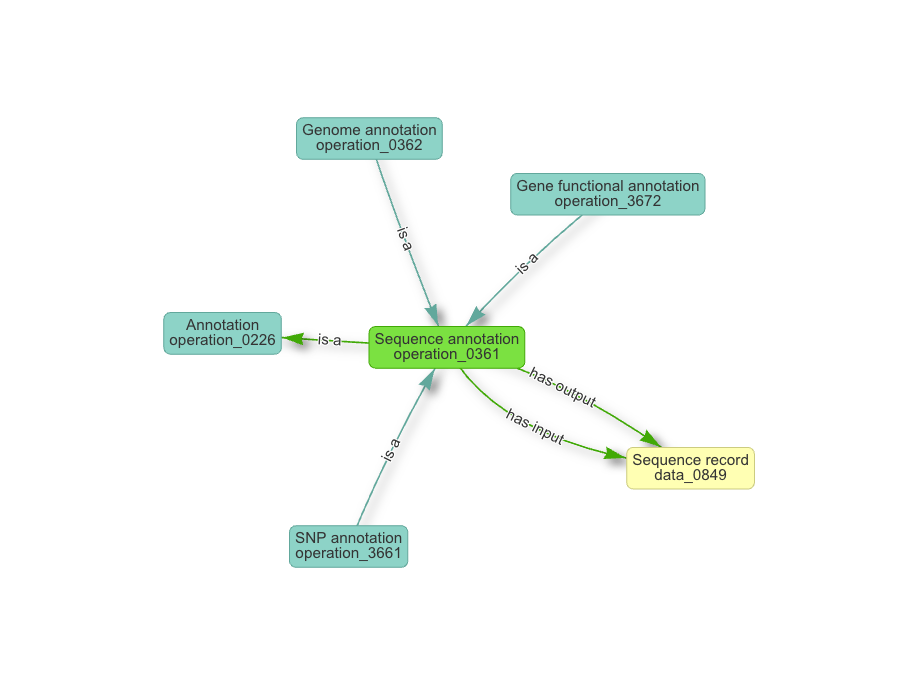 Genome annotation
operation_0362
Gene functional annotation
operation_3672
is a
is a
Annotation
operation_0226
is a
Sequence annotation
operation_0361
has output
has input
is a
Sequence record
data_0849
SNP annotation
operation_3661